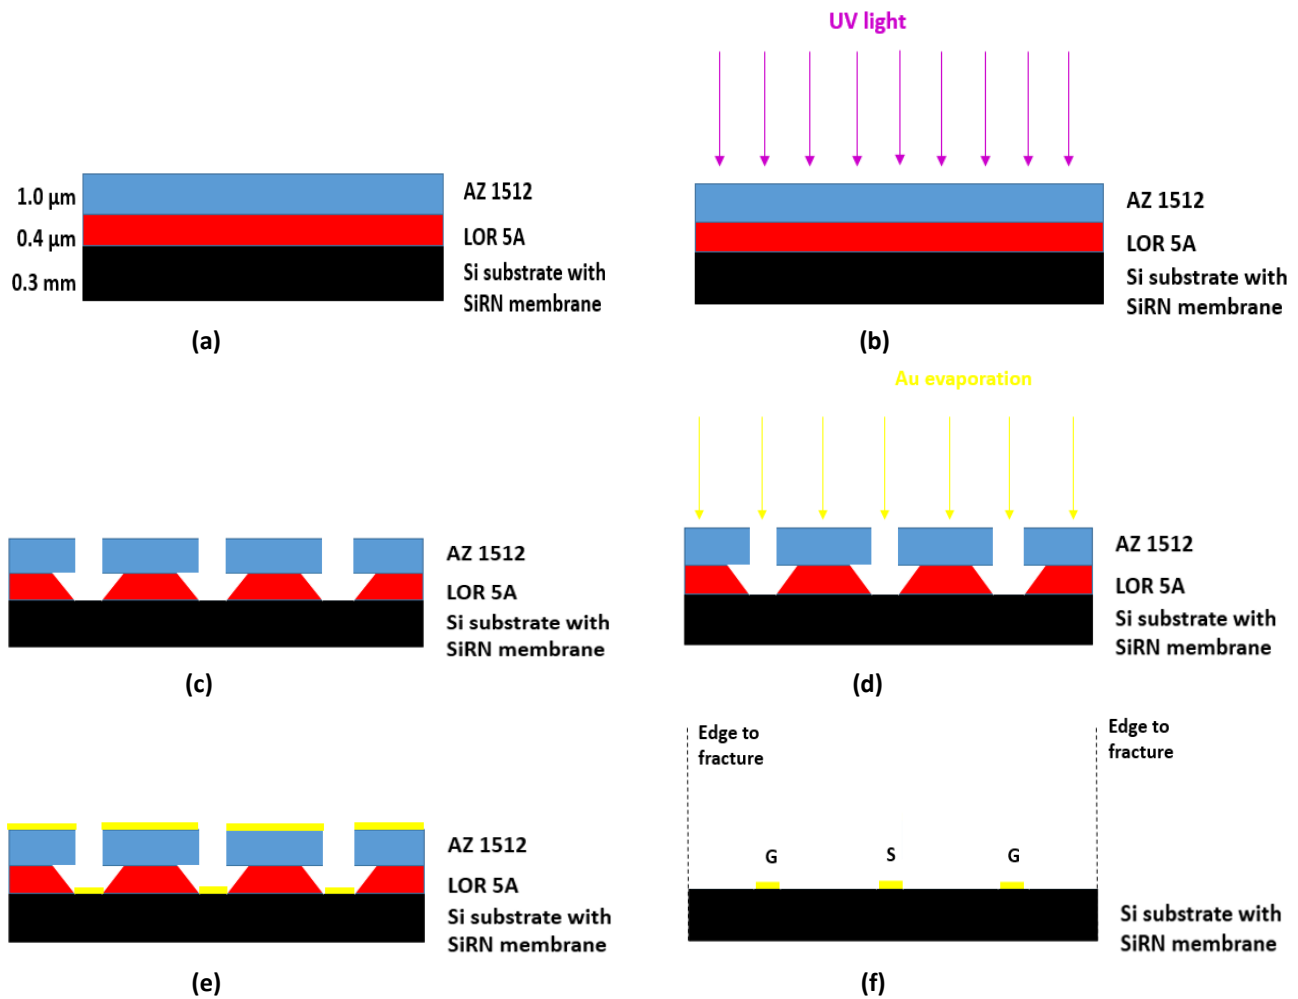 UV light
1.0 µm
AZ 1512
0.4 µm
LOR 5A
0.3 mm
Si substrate with
SiRN membrane
(a)
AZ 1512
LOR 5A
Si substrate with
SiRN membrane
(b)
AZ 1512
LOR 5A
Si substrate with
SiRN membrane
(c)
Au evaporation
AZ 1512
LOR 5A
Si substrate with
SiRN membrane
(d)
AZ 1512
LOR 5A
Si substrate with
SiRN membrane
(e)
Edge to
fracture
Edge to
fracture
G
S
G
Si substrate with
SiRN membrane
(f)